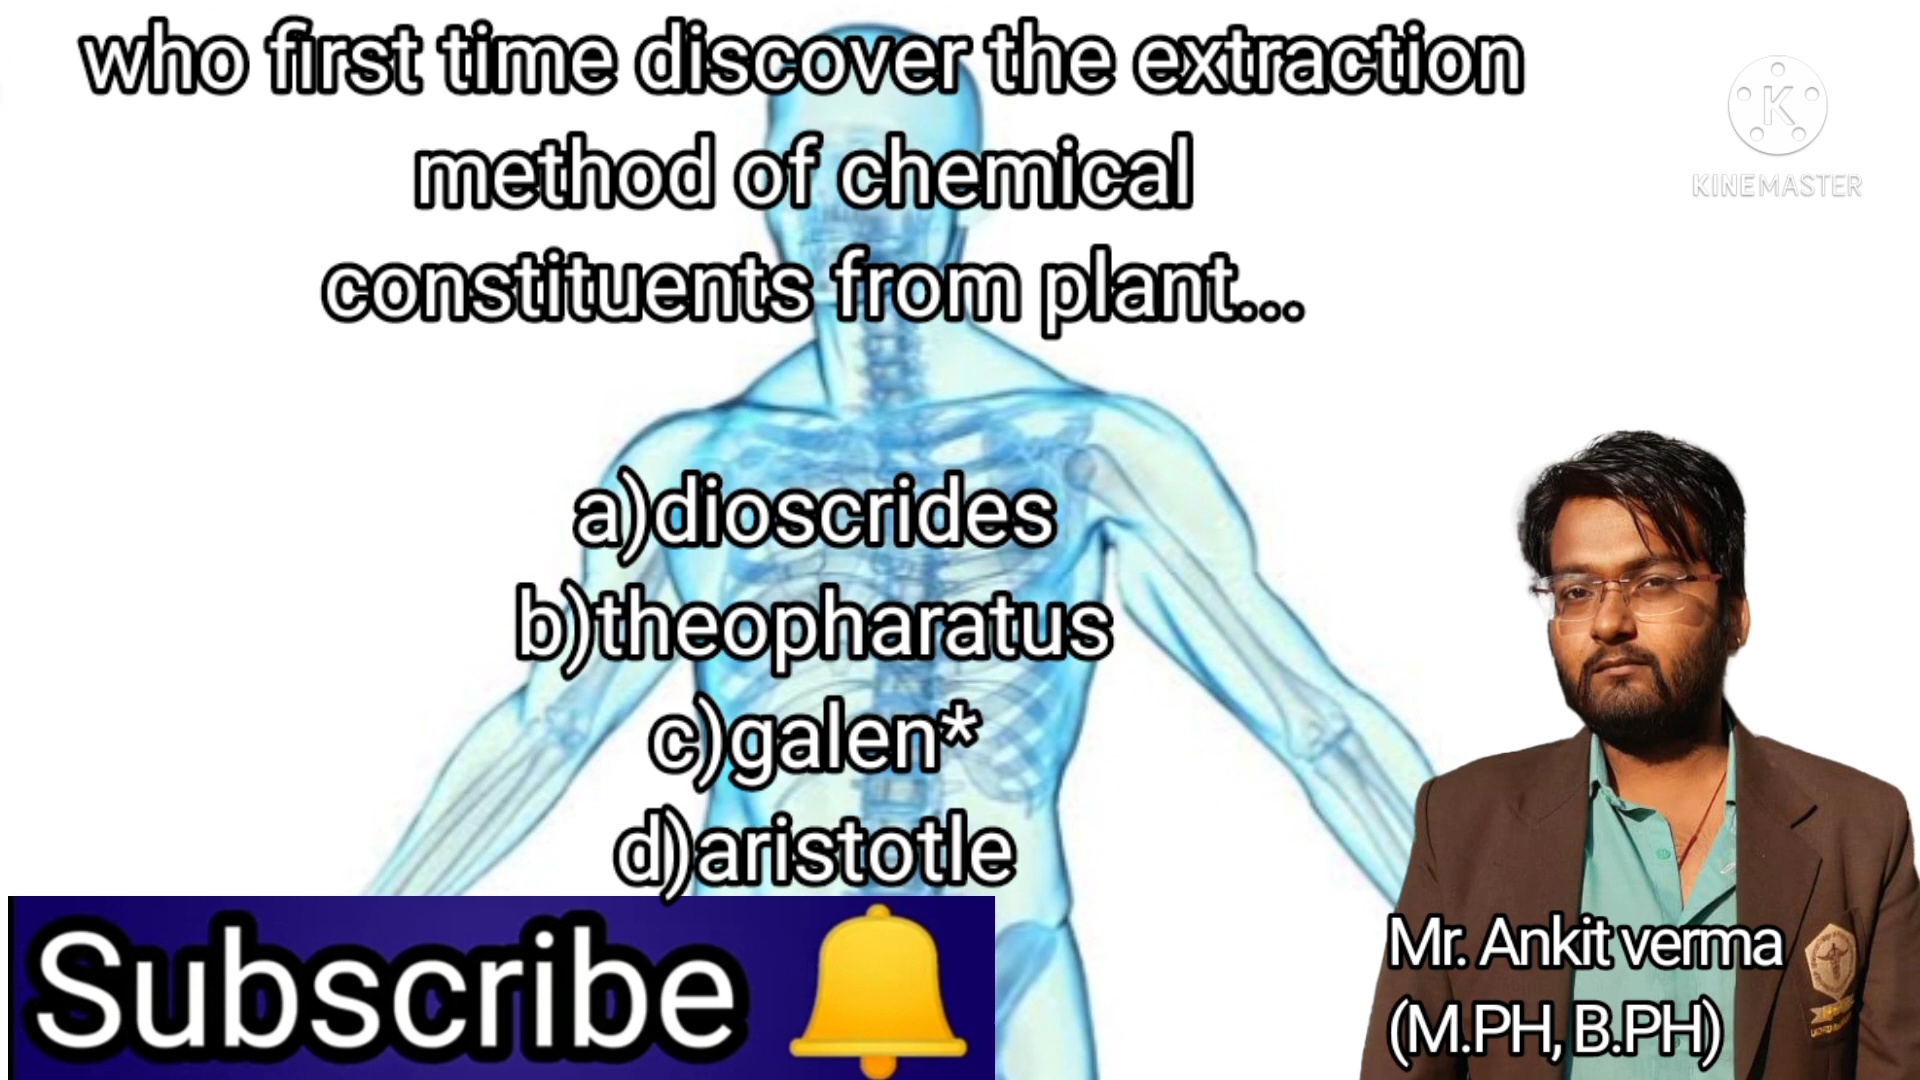 who first time discover the extraction
method of chemical
constituents from plant...
K
KINEMASTER
a)dioscrides
b)theopharatus
c)galen*
d)aristotle
Subscribe
Mr. Ankit verma
(M.PH, B.PH)